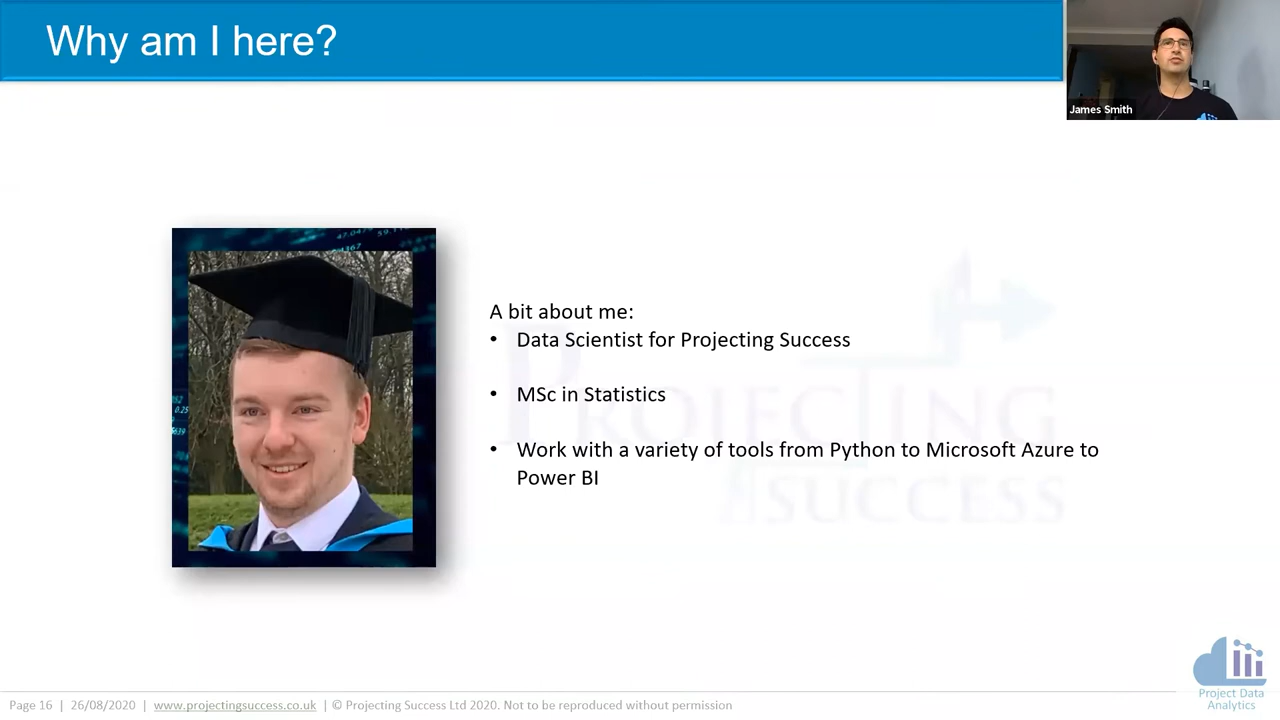 Why am I here?
James Smith
A bit about me:
• Data Scientist for Projecting Success
• MSc in Statistics
• Work with a variety of tools from Python to Microsoft Azure to
Power BI
PROJECTING
SUCCESS
Project Data
Analytics
Page 16 | 26/08/2020 | www.projectingsuccess.co.uk | © Projecting Success Ltd 2020. Not to be reproduced without permission